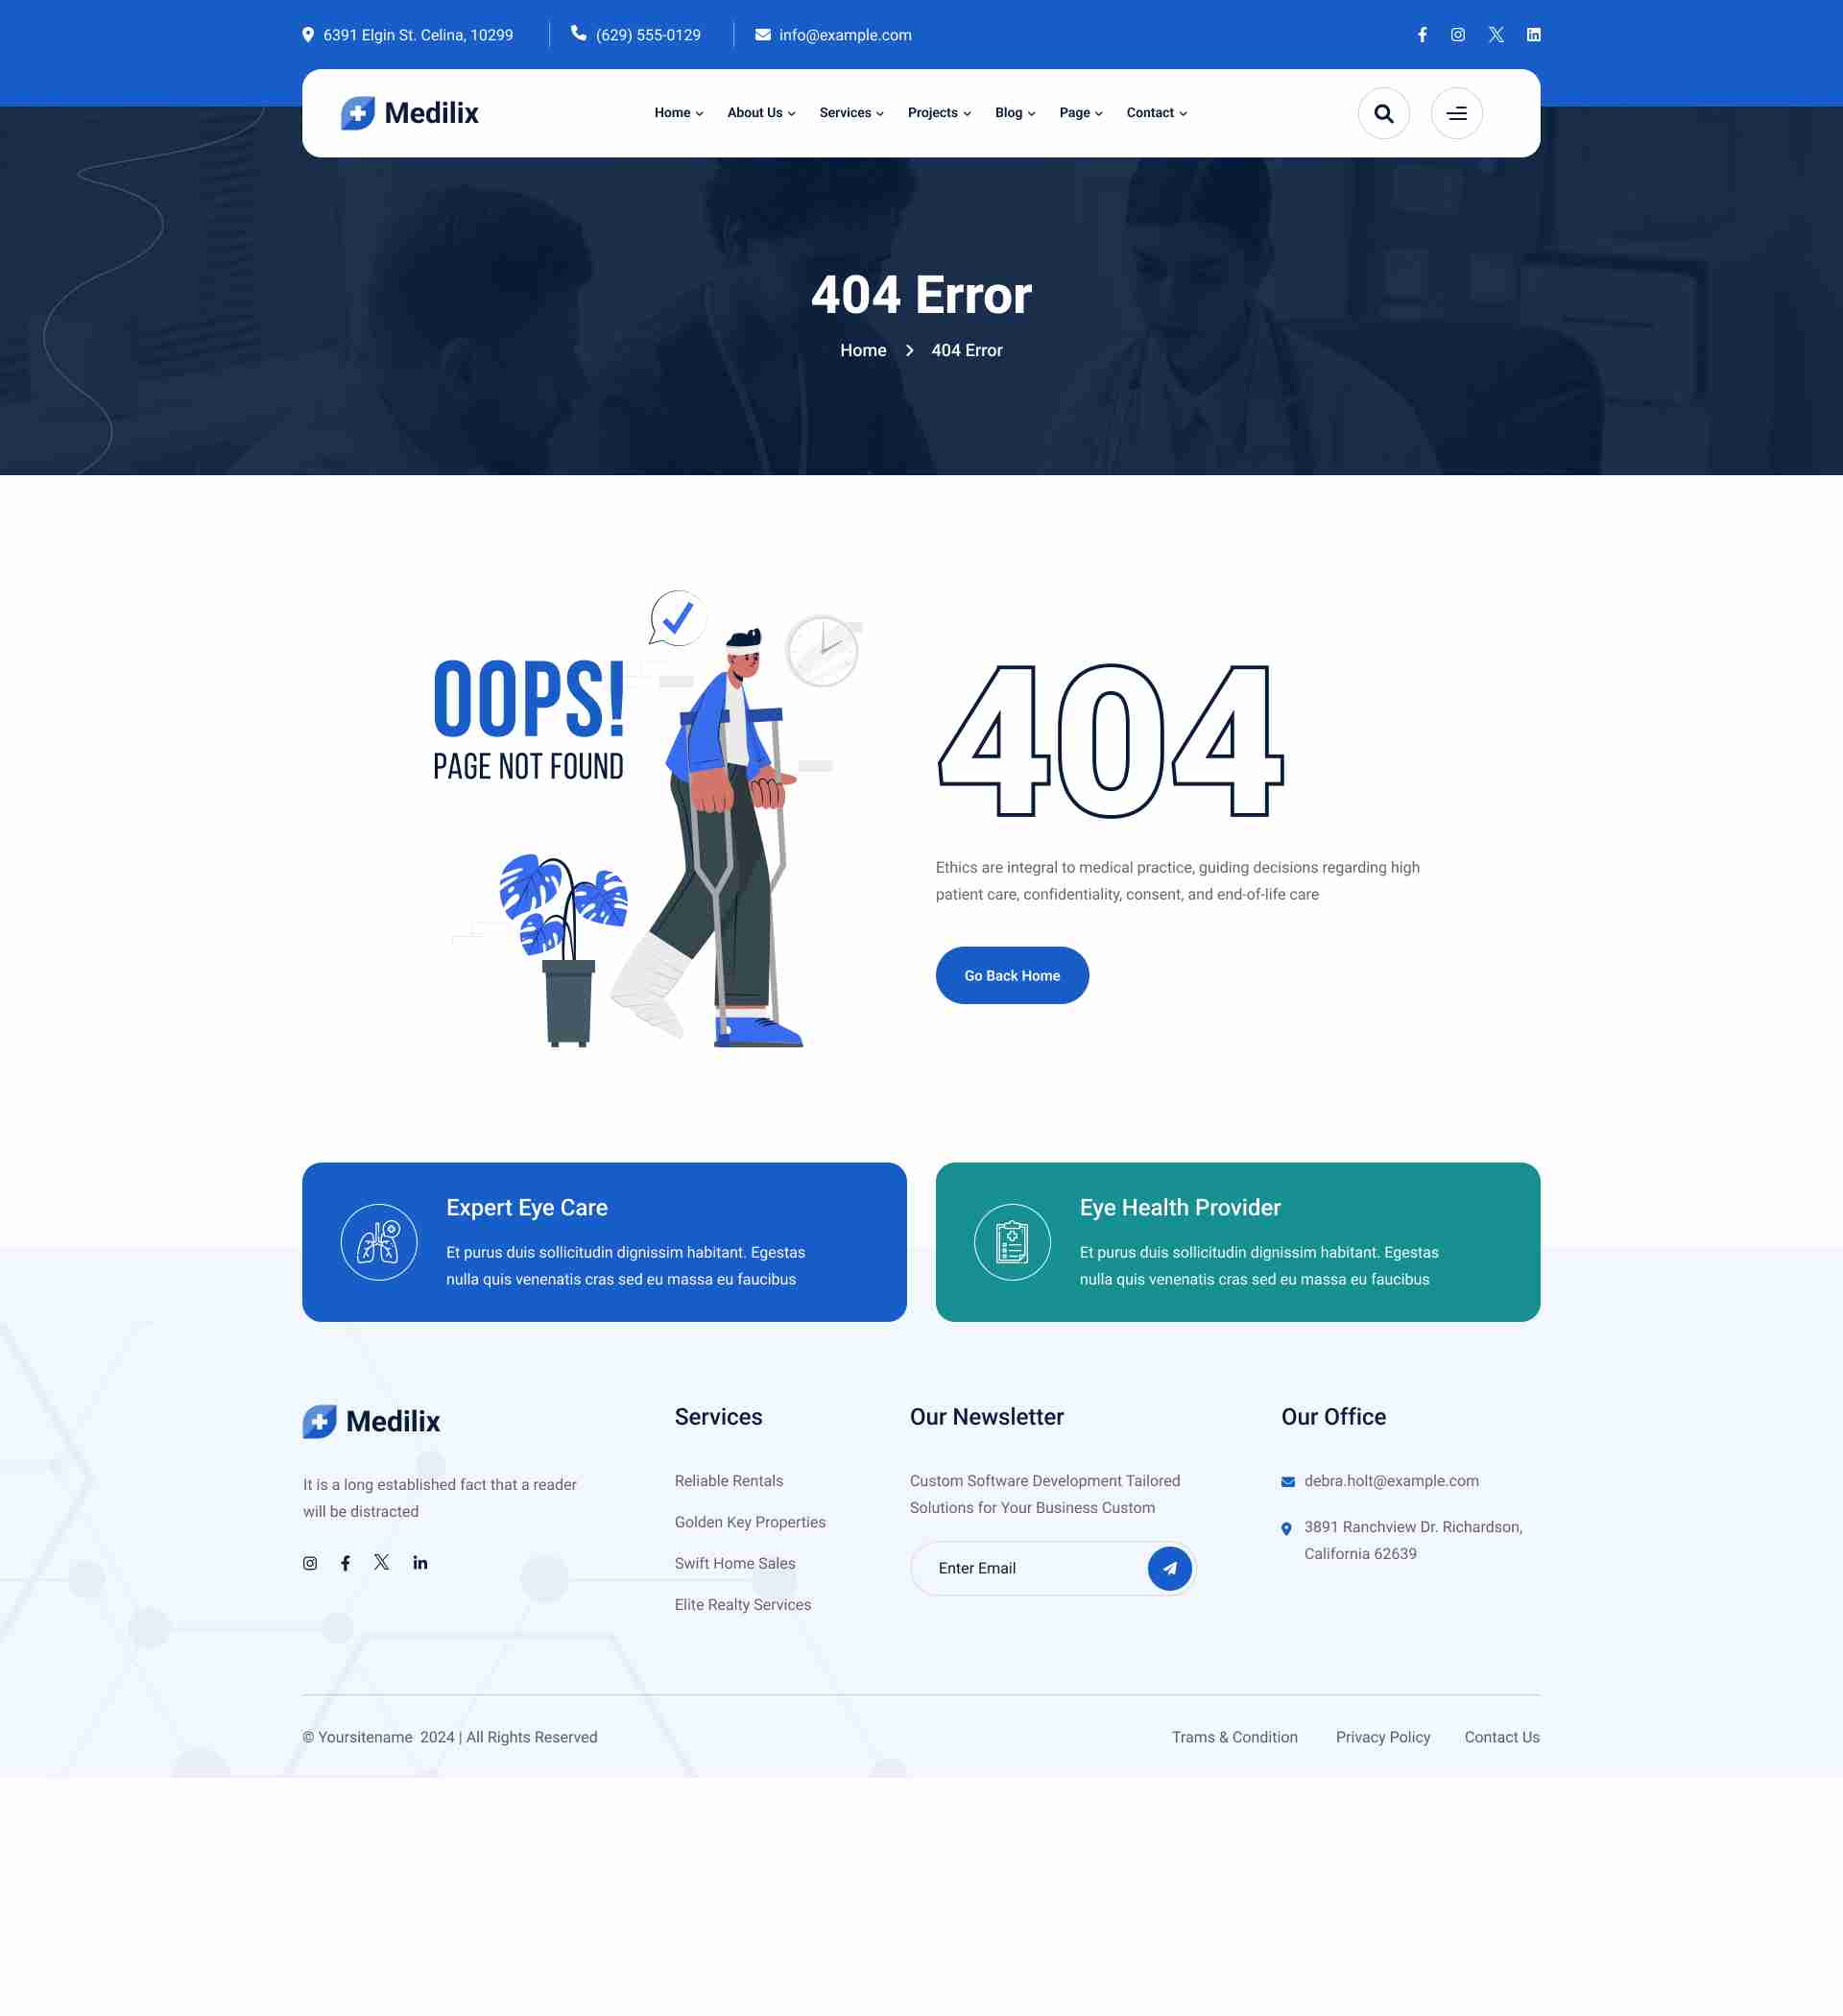 6391 Elgin St. Celina, 10299
(629) 555-0129
info@example.com
Medilix
Home
About Us
Services
Projects
Blog
Page
Contact
404 Error
Home
404 Error
OOPS!
PAGE NOT FOUND
404
Ethics are integral to medical practice, guiding decisions regarding high
patient care, confidentiality, consent, and end-of-life care
Go Back Home
Expert Eye Care
Et purus duis sollicitudin dignissim habitant. Egestas
nulla quis venenatis cras sed eu massa eu faucibus
Eye Health Provider
Et purus duis sollicitudin dignissim habitant. Egestas
nulla quis venenatis cras sed eu massa eu faucibus
Medilix
It is a long established fact that a reader
will be distracted
Services
Reliable Rentals
Golden Key Properties
Swift Home Sales
Elite Realty Services
Our Newsletter
Custom Software Development Tailored
Solutions for Your Business Custom
Enter Email
Our Office
debra.holt@example.com
3891 Ranchview Dr. Richardson,
California 62639
© Yoursitename  2024 | All Rights Reserved
Trams & Condition
Privacy Policy
Contact Us